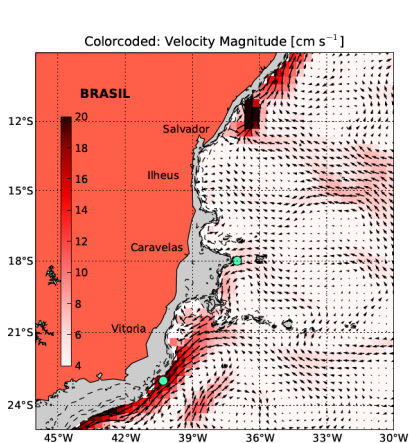 Colorcoded: Velocity Magnitude [cm s⁻¹]
BRASIL
20
18
16
14
12
10
8
6
4
Salvador
Ilheus
Caravelas
Vitoria
12°S
15°S
18°S
21°S
24°S
45°W 42°W 39°W 36°W 33°W 30°W